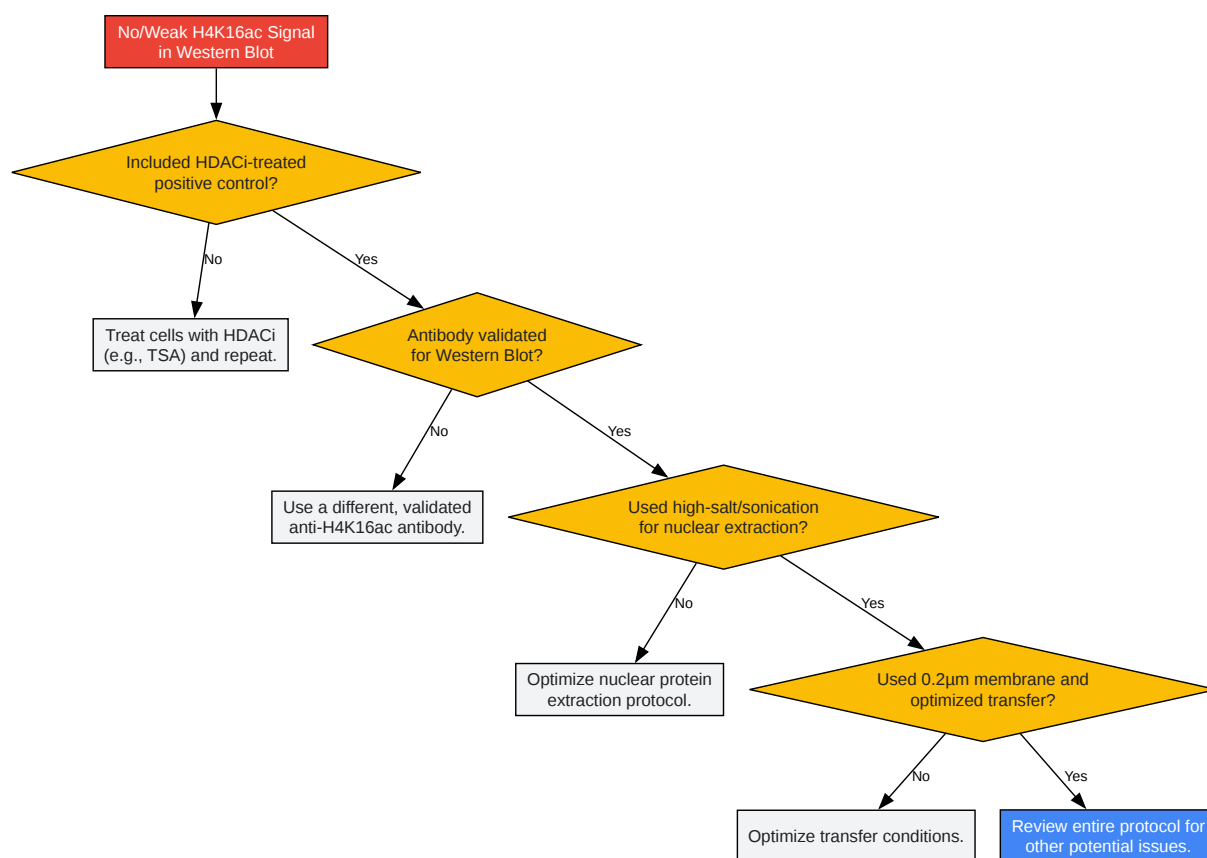 No/Weak H4K16ac Signal
in Western Blot
Included HDACi-treated
positive control?
No
Yes
Treat cells with HDACi
(e.g., TSA) and repeat.
Antibody validated
for Western Blot?
No
Yes
Use a different, validated
anti-H4K16ac antibody.
Used high-salt/sonication
for nuclear extraction?
No
Yes
Optimize nuclear protein
extraction protocol.
Used 0.2µm membrane and
optimized transfer?
No
Yes
Optimize transfer conditions.
Review entire protocol for
other potential issues.